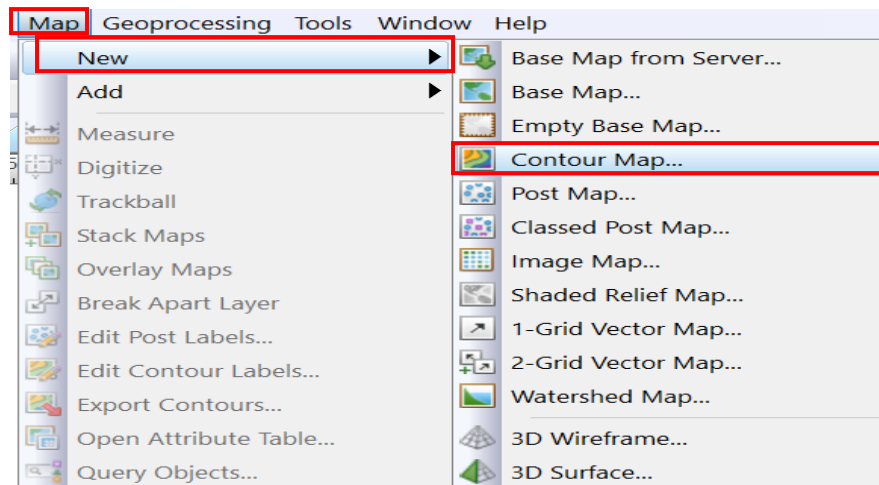 Map Geoprocessing Tools Window Help
New
Add
Measure
Digitize
Trackball
Stack Maps
Overlay Maps
Break Apart Layer
Edit Post Labels...
Edit Contour Labels...
Export Contours...
Open Attribute Table...
Query Objects...
Base Map from Server...
Base Map...
Empty Base Map...
Contour Map...
Post Map...
Classed Post Map...
Image Map...
Shaded Relief Map...
1-Grid Vector Map...
2-Grid Vector Map...
Watershed Map...
3D Wireframe...
3D Surface...